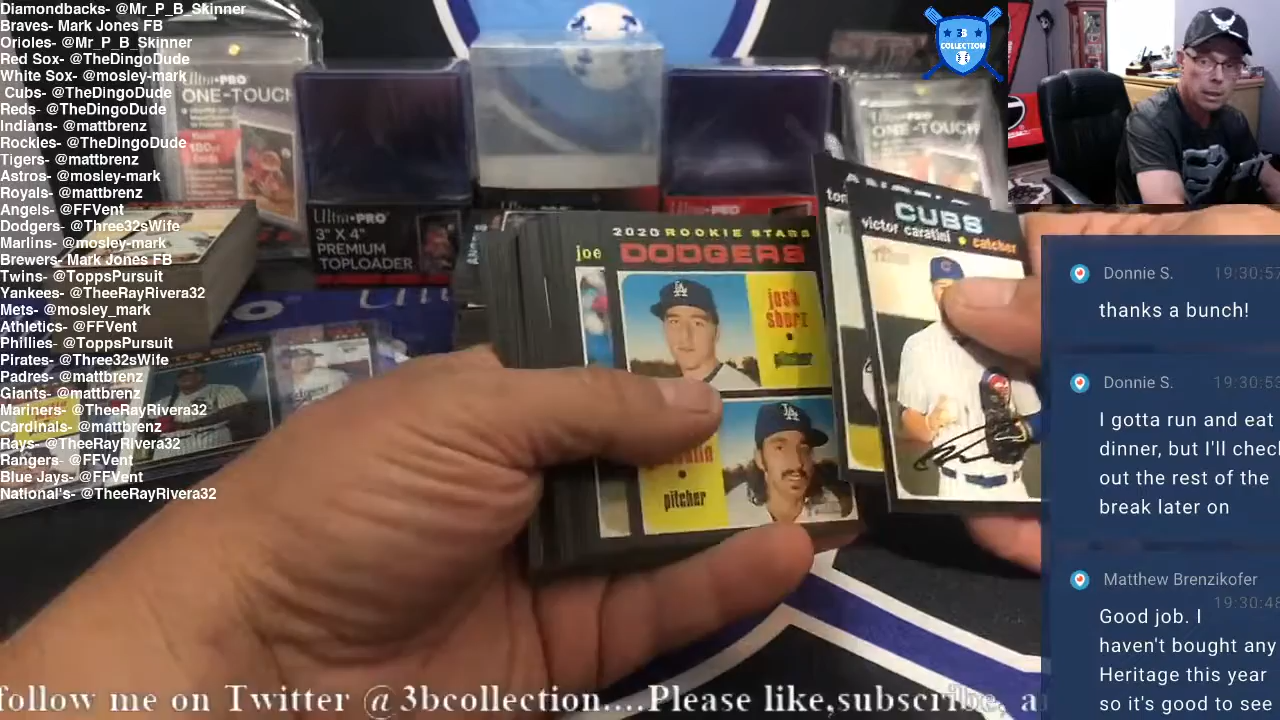 Diamondbacks- @Mr_P_B_Skinner
Braves- Mark Jones FB
Orioles- @Mr_P_B_Skinner
Red Sox- @TheDingoDude
White Sox- @mosley-mark
Cubs- @TheDingoDude
Reds- @TheDingoDude
Indians- @mattbrenz
Rockies- @TheDingoDude
Tigers- @mattbrenz
Astros- @mosley-mark
Royals- @mattbrenz
Angels- @FFVent
Dodgers- @Three32sWife
Marlins- @mosley-mark
Brewers- Mark Jones FB
Twins- @ToppsPursuit
Yankees- @TheeRayRivera32
Mets- @mosley_mark
Athletics- @FFVent
Phillies- @ToppsPursuit
Pirates- @Three32sWife
Padres- @mattbrenz
Giants- @mattbrenz
Mariners- @TheeRayRivera32
Cardinals- @mattbrenz
Rays- @TheeRayRivera32
Rangers- @FFVent
Blue Jays- @FFVent
National's- @TheeRayRivera32
ONE-TOUCH
Ultra•PRO
3" X 4"
PREMIUM
TOPLOADER
ONE-TOUCH
3B
COLLECTION
2020 ROOKIE STARS
joe
DODGERS
josh
sborz
pitcher
pitcher
CUBS
victor caratini • catcher
Donnie S. 19:30:57
thanks a bunch!
Donnie S. 19:30:53
I gotta run and eat
dinner, but I'll chec
out the rest of the
break later on
Matthew Brenzikofer
19:30:48
Good job. I
haven't bought any
Heritage this year
so it's good to see
follow me on Twitter @3bcollection....Please like,subscribe, a